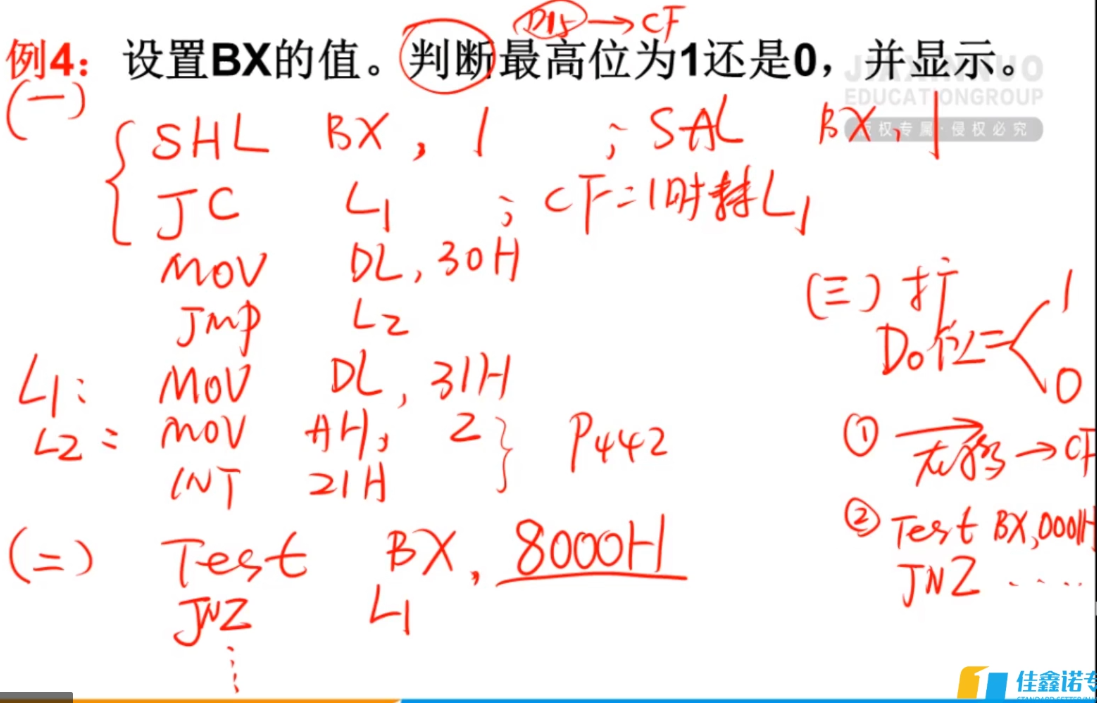 D15→CF
例4：设置BX的值。判断最高位为1还是0，并显示。
EDUCATIONGROUP
版权专属·侵权必究
(一)
SHL BX, 1 ; SAL BX, 1
JC L1 ; CF=1时转L1
MOV DL, 30H
JMP L2
L1: MOV DL, 31H
L2: MOV AH, 2
INT 21H
P442
(二) Test BX, 8000H
JNZ L1
⋮
(三) 扩
D0位= 1
0
① 右移→CF
② Test BX, 0001H
JNZ ....
佳鑫诺专